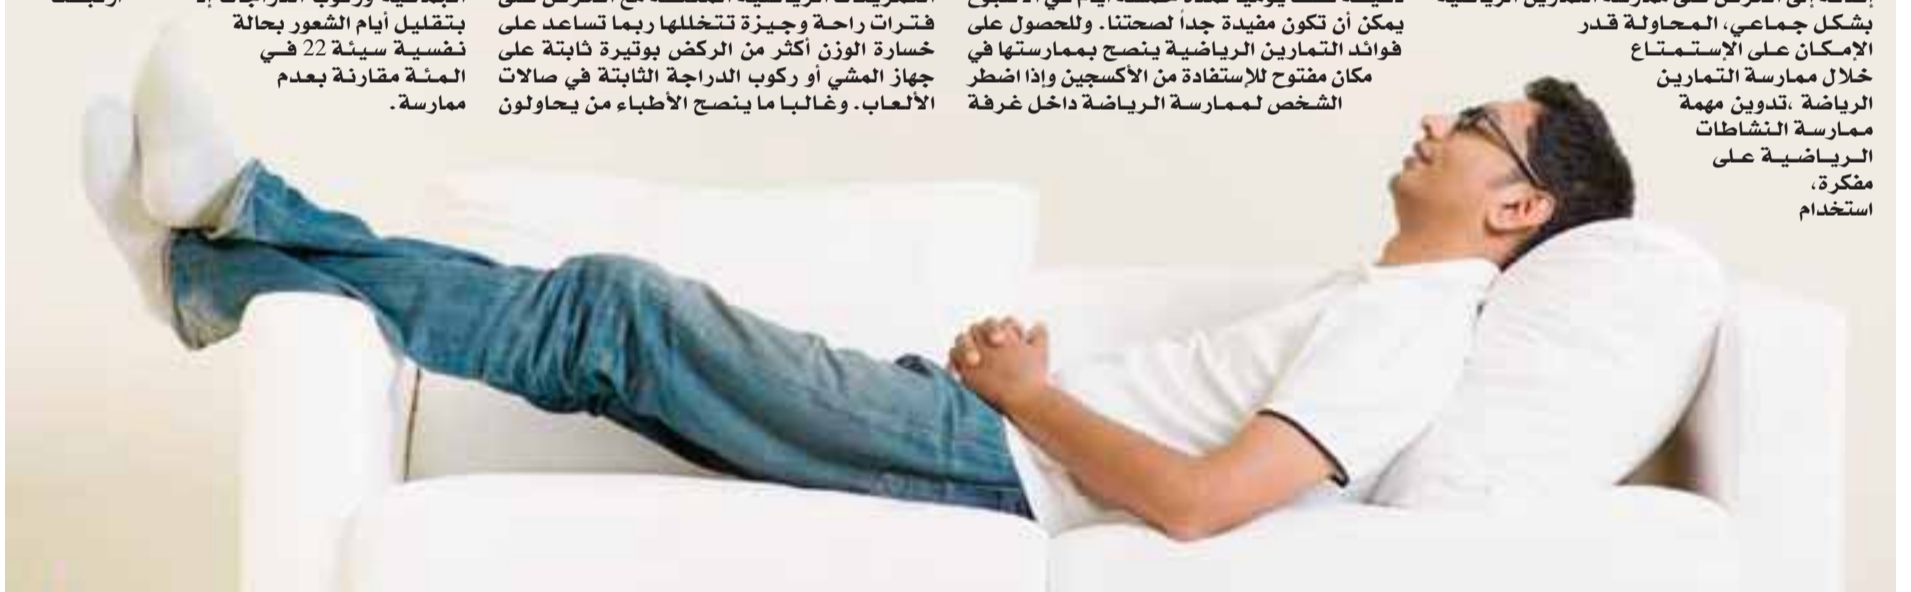 بشكل جماعي، المحاولة قدر
الإمكان على الإستمتاع
خلال ممارسة التمارين
الرياضة ،تدوين مهمة
ممارسة النشاطات
الرياضية على
مفكرة،
استخدام
يمكن أن تكون مفيدة جداً لصحتنا. وللحصول على
فوائد التمارين الرياضية ينصح بممارستها في
مكان مفتوح للإستفادة من الأكسجين وإذا اضطر
الشخص لممارسة الرياضة داخل غرفة
فترات راحة وجيزة تتخللها ربما تساعد على
خسارة الوزن أكثر من الركض بوتيرة ثابتة على
جهاز المشي أو ركوب الدراجة الثابتة في صالات
الألعاب. وغالبا ما ينصح الأطباء من يحاولون
بتقليل أيام الشعور بحالة
نفسية سيئة 22 في
المئة مقارنة بعدم
ممارسة.